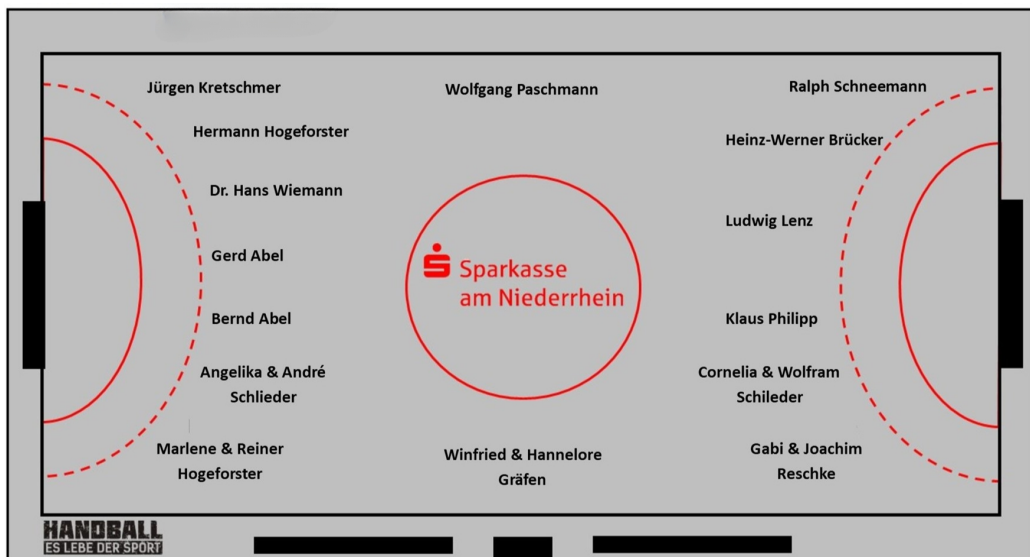 Jürgen Kretschmer
Wolfgang Paschmann
Ralph Schneemann
Hermann Hogeforster
Heinz-Werner Brücker
Dr. Hans Wiemann
Ludwig Lenz
Gerd Abel
Sparkasse
am Niederrhein
Bernd Abel
Klaus Philipp
Angelika & André
Schlieder
Cornelia & Wolfram
Schileder
Marlene & Reiner
Hogeforster
Winfried & Hannelore
Gräfen
Gabi & Joachim
Reschke
HANDBALL
ES LEBE DER SPORT